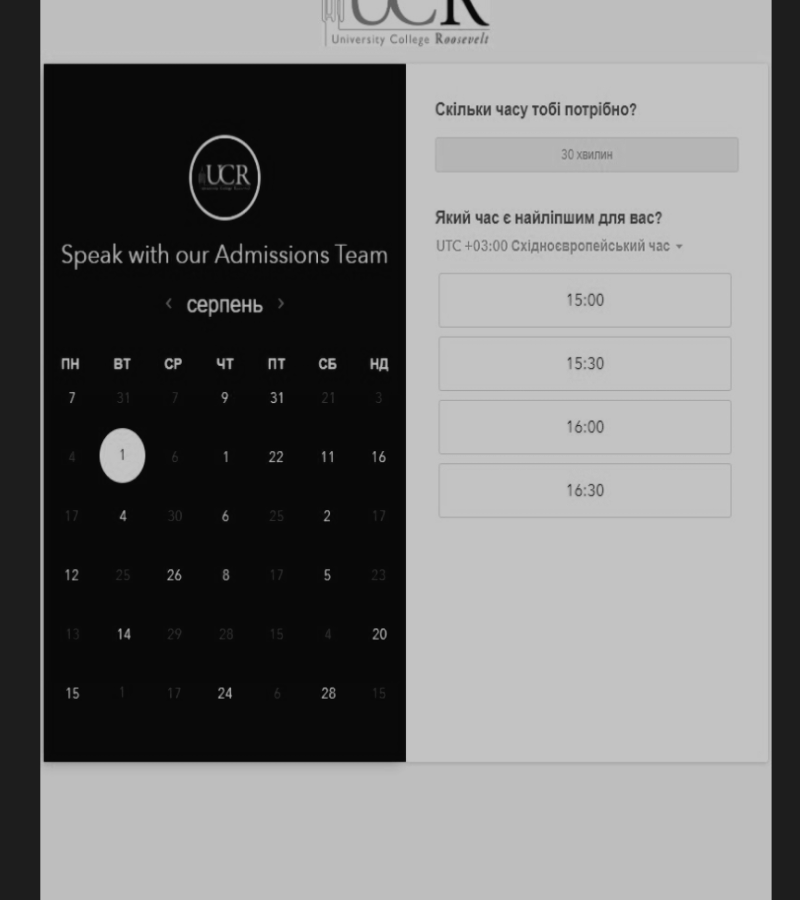 UCR
University College Roosevelt
UCR
Speak with our Admissions Team
‹ серпень ›
ПН ВТ СР ЧТ ПТ СБ НД
7 31 7 9 31 21 3
4 1 6 1 22 11 16
17 4 30 6 25 2 17
12 25 26 8 17 5 23
13 14 29 28 15 4 20
15 1 17 24 6 28 15
Скільки часу тобі потрібно?
30 хвилин
Який час є найліпшим для вас?
UTC +03:00 Східноєвропейський час
15:00
15:30
16:00
16:30